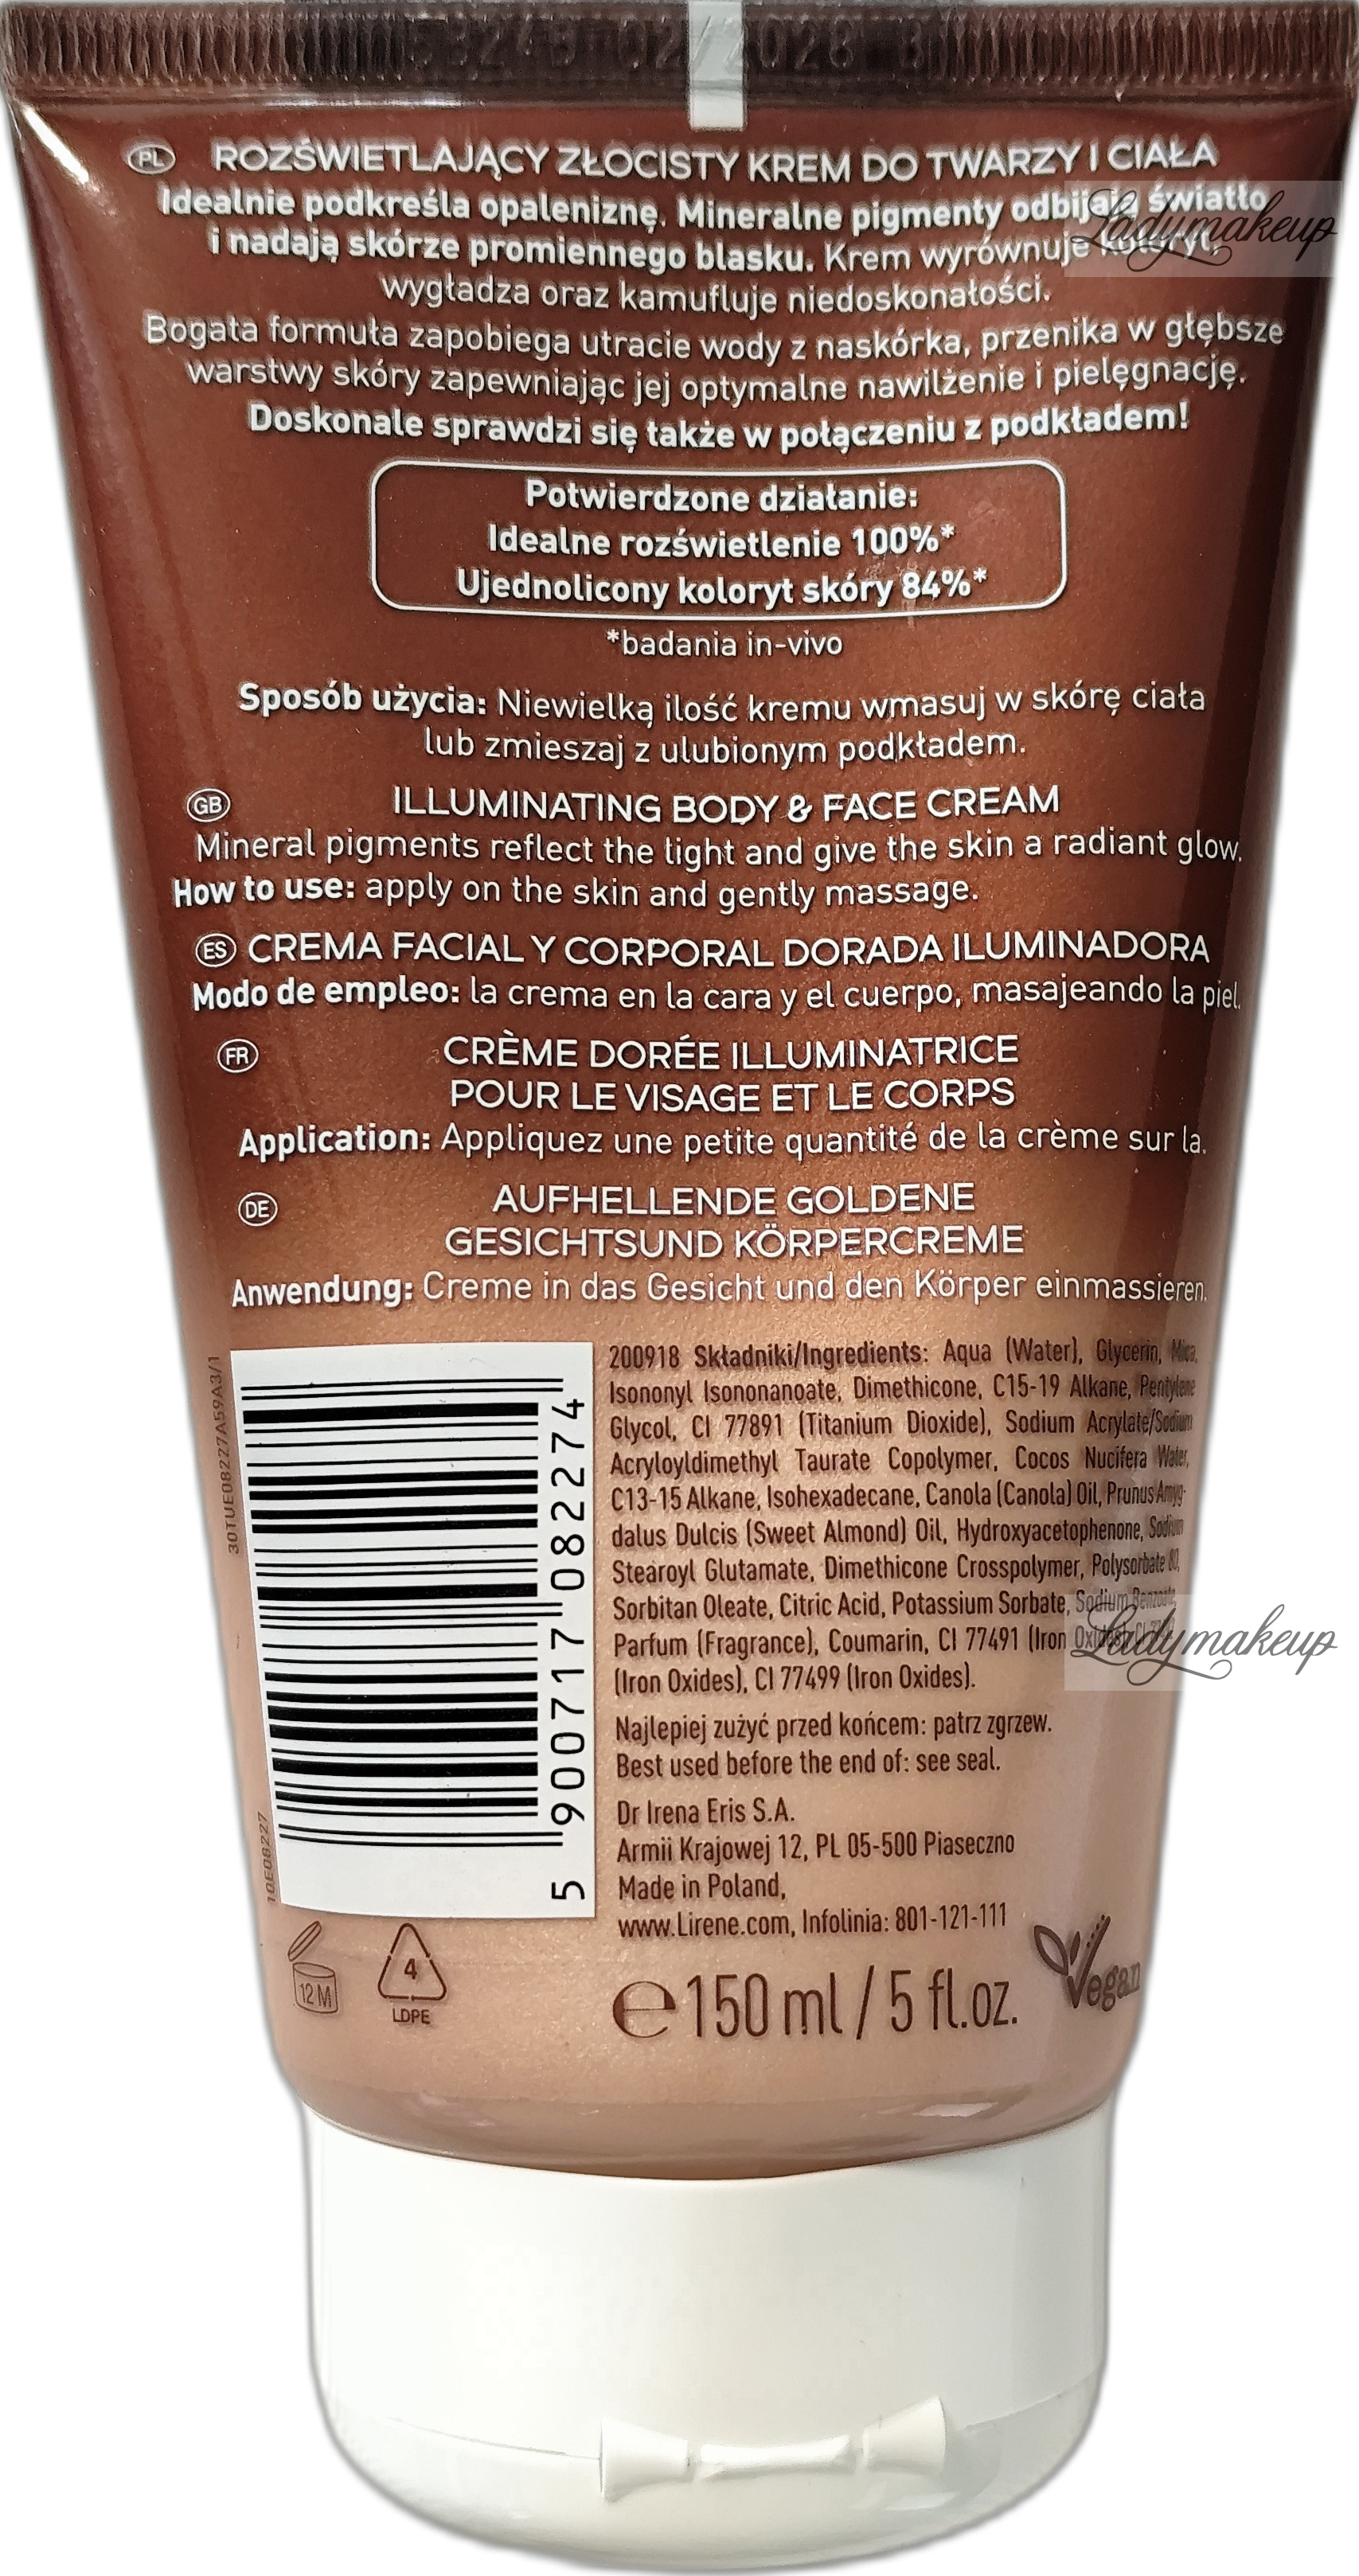 02/2028
PL ROZŚWIETLAJĄCY ZŁOCISTY KREM DO TWARZY I CIAŁA
Idealnie podkreśla opaleniznę. Mineralne pigmenty odbijają światło
i nadają skórze promiennego blasku. Krem wyrównuje koloryt,
wygładza oraz kamufluje niedoskonałości.
Bogata formuła zapobiega utracie wody z naskórka, przenika w głębsze
warstwy skóry zapewniając jej optymalne nawilżenie i pielęgnację.
Doskonale sprawdzi się także w połączeniu z podkładem!
Potwierdzone działanie:
Idealne rozświetlenie 100%*
Ujednolicony koloryt skóry 84%*
*badania in-vivo
Sposób użycia: Niewielką ilość kremu wmasuj w skórę ciała
lub zmieszaj z ulubionym podkładem.
GB ILLUMINATING BODY & FACE CREAM
Mineral pigments reflect the light and give the skin a radiant glow.
How to use: apply on the skin and gently massage.
ES CREMA FACIAL Y CORPORAL DORADA ILUMINADORA
Modo de empleo: la crema en la cara y el cuerpo, masajeando la piel.
FR CRÈME DORÉE ILLUMINATRICE
POUR LE VISAGE ET LE CORPS
Application: Appliquez une petite quantité de la crème sur la.
DE AUFHELLENDE GOLDENE
GESICHTSUND KÖRPERCREME
Anwendung: Creme in das Gesicht und den Körper einmassieren.
200918 Składniki/Ingredients: Aqua (Water), Glycerin, Mica,
Isononyl Isononanoate, Dimethicone, C15-19 Alkane, Pentylene
Glycol, CI 77891 (Titanium Dioxide), Sodium Acrylate/Sodium
Acryloyldimethyl Taurate Copolymer, Cocos Nucifera Water,
C13-15 Alkane, Isohexadecane, Canola (Canola) Oil, Prunus Amyg-
dalus Dulcis (Sweet Almond) Oil, Hydroxyacetophenone, Sodium
Stearoyl Glutamate, Dimethicone Crosspolymer, Polysorbate 80,
Sorbitan Oleate, Citric Acid, Potassium Sorbate, Sodium Benzoate,
Parfum (Fragrance), Coumarin, CI 77491 (Iron Oxides), CI
(Iron Oxides), CI 77499 (Iron Oxides).
Najlepiej zużyć przed końcem: patrz zgrzew.
Best used before the end of: see seal.
Dr Irena Eris S.A.
Armii Krajowej 12, PL 05-500 Piaseczno
Made in Poland,
www.Lirene.com, Infolinia: 801-121-111
e 150 ml / 5 fl.oz.
Vegan
30TUE08227A59A3/1
10E08227
5 900717 082274
12 M
4
LDPE
Ladymakeup
Ladymakeup